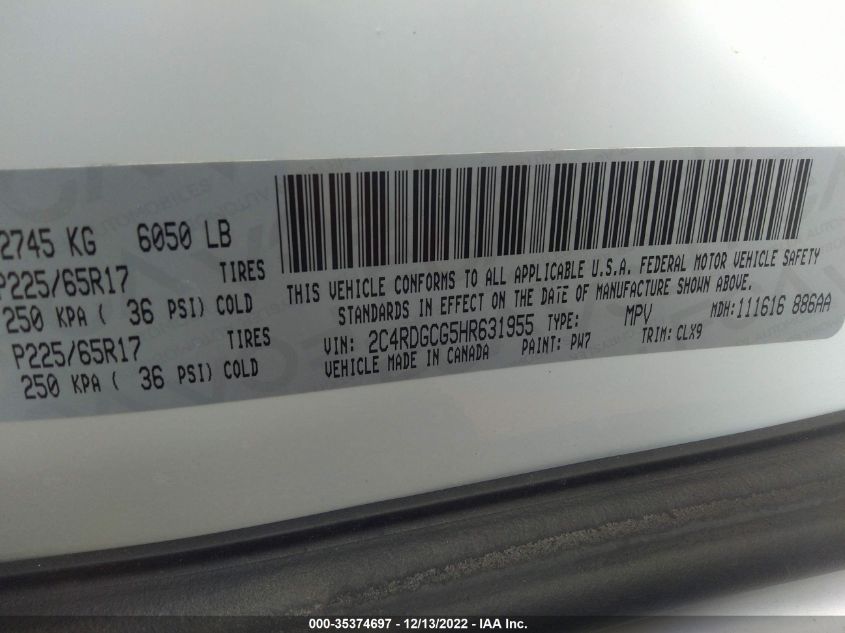 2745 KG 6050 LB
P225/65R17 TIRES
250 KPA ( 36 PSI) COLD
P225/65R17 TIRES
250 KPA ( 36 PSI) COLD
THIS VEHICLE CONFORMS TO ALL APPLICABLE U.S.A. FEDERAL MOTOR VEHICLE SAFETY
STANDARDS IN EFFECT ON THE DATE OF MANUFACTURE SHOWN ABOVE.
VIN: 2C4RDGCG5HR631955 TYPE: MPV MDH: 111616 886AA
VEHICLE MADE IN CANADA PAINT: PW7 TRIM: CLX9
000-35374697 - 12/13/2022 - IAA Inc.